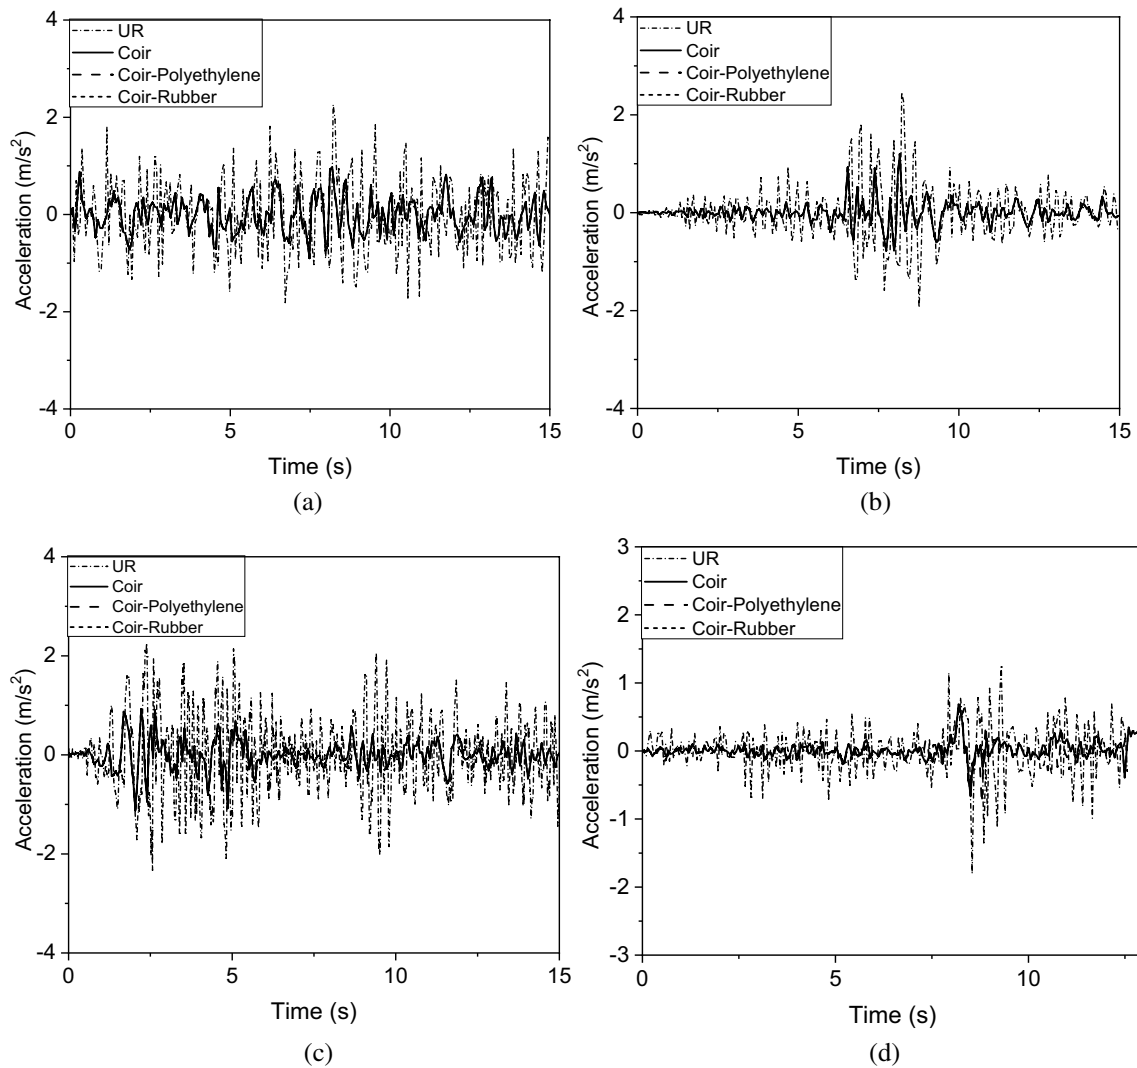 4
2
0
-2
-4
Acceleration (m/s²)
UR
Coir
Coir-Polyethylene
Coir-Rubber
0
5
10
15
Time (s)
(a)
4
2
0
-2
-4
Acceleration (m/s²)
UR
Coir
Coir-Polyethylene
Coir-Rubber
0
5
10
15
Time (s)
(b)
4
2
0
-2
-4
Acceleration (m/s²)
UR
Coir
Coir-Polyethylene
Coir-Rubber
0
5
10
15
Time (s)
(c)
3
2
1
0
-1
-2
-3
Acceleration (m/s²)
UR
Coir
Coir-Polyethylene
Coir-Rubber
0
5
10
Time (s)
(d)